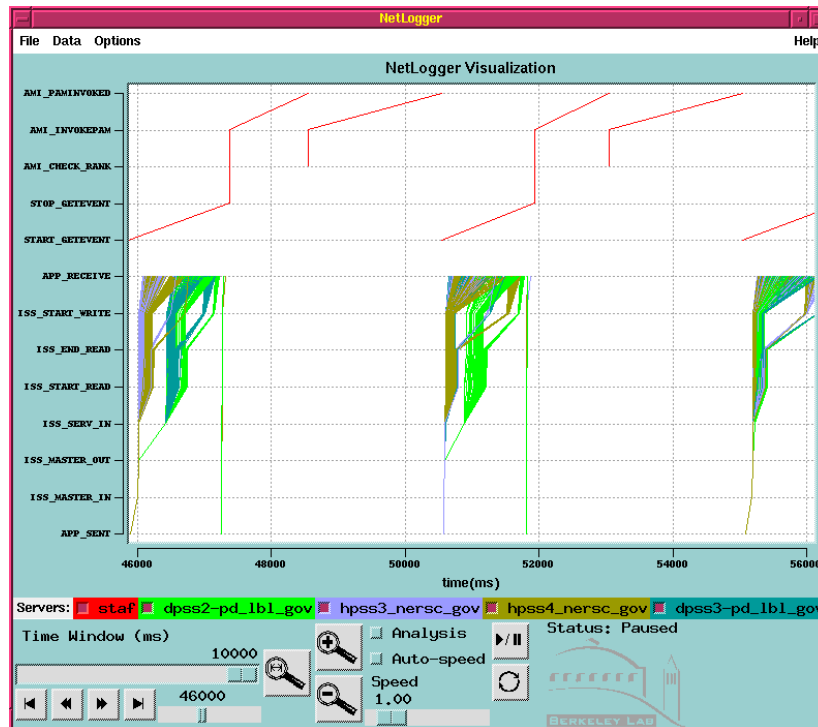 NetLogger
File Data Options Help
NetLogger Visualization
AMI_PAMINVOKED
AMI_INVOKEPAM
AMI_CHECK_RANK
STOP_GETEVENT
START_GETEVENT
APP_RECEIVE
ISS_START_WRITE
ISS_END_READ
ISS_START_READ
ISS_SERV_IN
ISS_MASTER_OUT
ISS_MASTER_IN
APP_SENT
46000 48000 50000 52000 54000 56000
time(ms)
Servers: staf dpss2-pd_lbl_gov hpss3_nersc_gov hpss4_nersc_gov dpss3-pd_lbl_gov
Time Window (ms)
10000
46000
Analysis
Auto-speed
Speed
1.00
Status: Paused
BERKELEY LAB